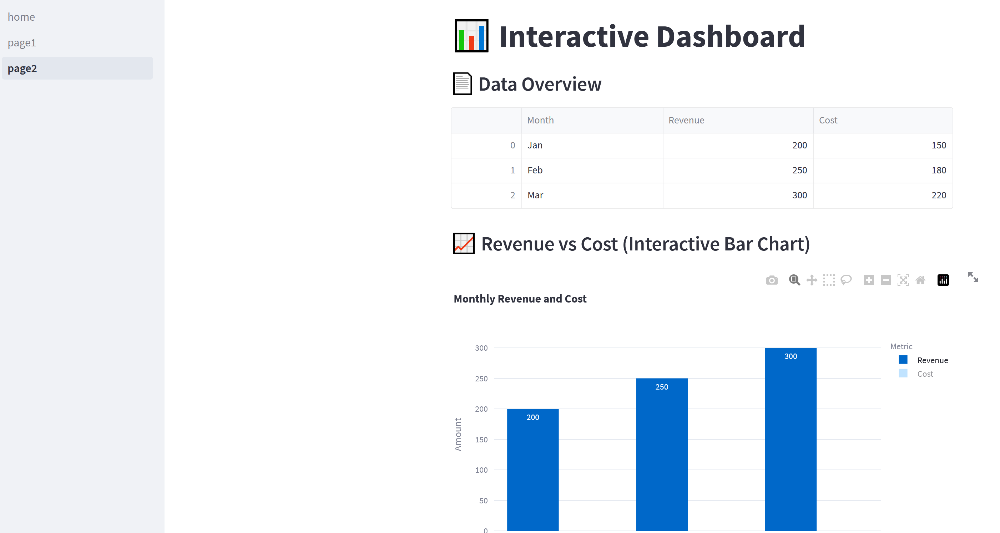 home
page1
page2
Interactive Dashboard
Data Overview
Month Revenue Cost
0 Jan 200 150
1 Feb 250 180
2 Mar 300 220
Revenue vs Cost (Interactive Bar Chart)
Monthly Revenue and Cost
Metric
Revenue
Cost
Amount
300
250
200
150
100
50
0
200
250
300